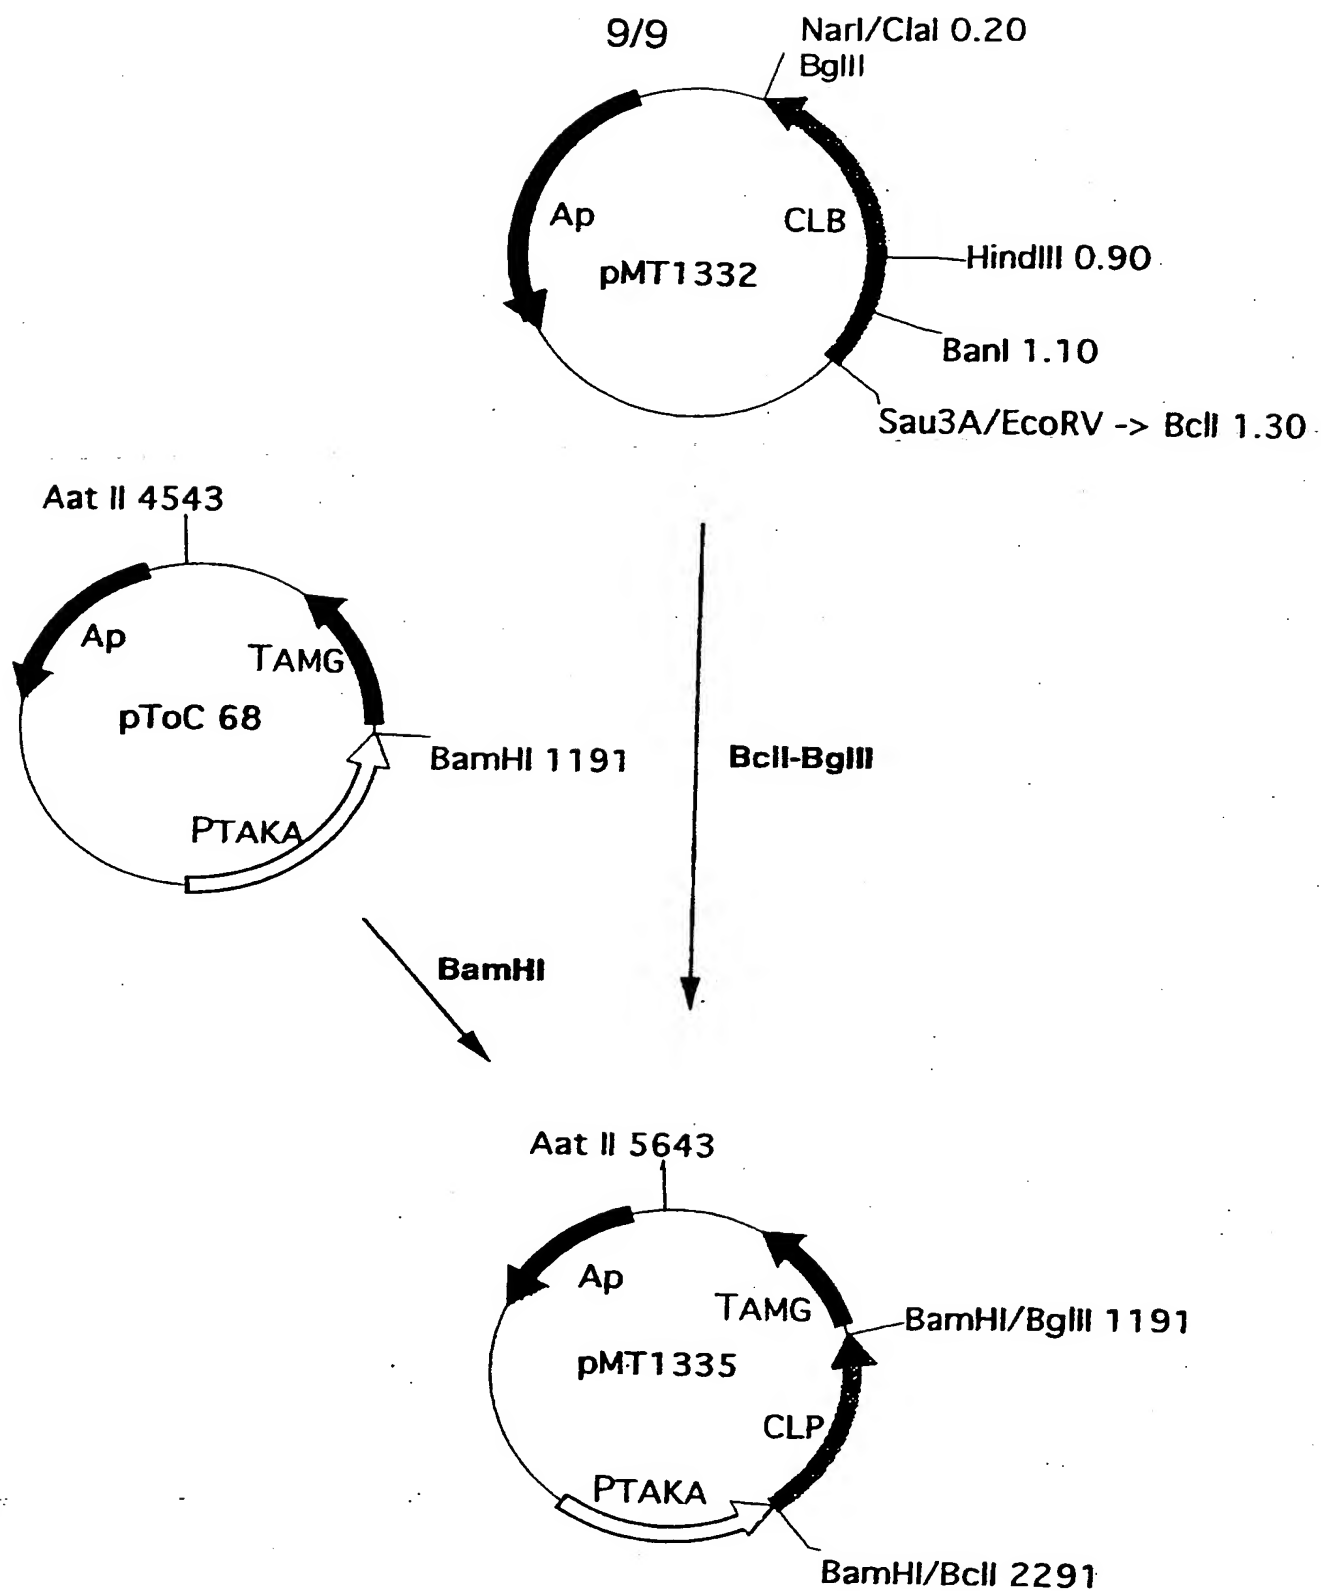 9/9
NarI/ClaI 0.20
BglII
Ap
CLB
pMT1332
HindIII 0.90
BanI 1.10
Sau3A/EcoRV -> BclI 1.30
Aat II 4543
Ap
TAMG
pToC 68
BamHI 1191
PTAKA
BclI-BglII
BamHI
Aat II 5643
Ap
TAMG
BamHI/BglII 1191
pMT1335
CLP
PTAKA
BamHI/BclI 2291